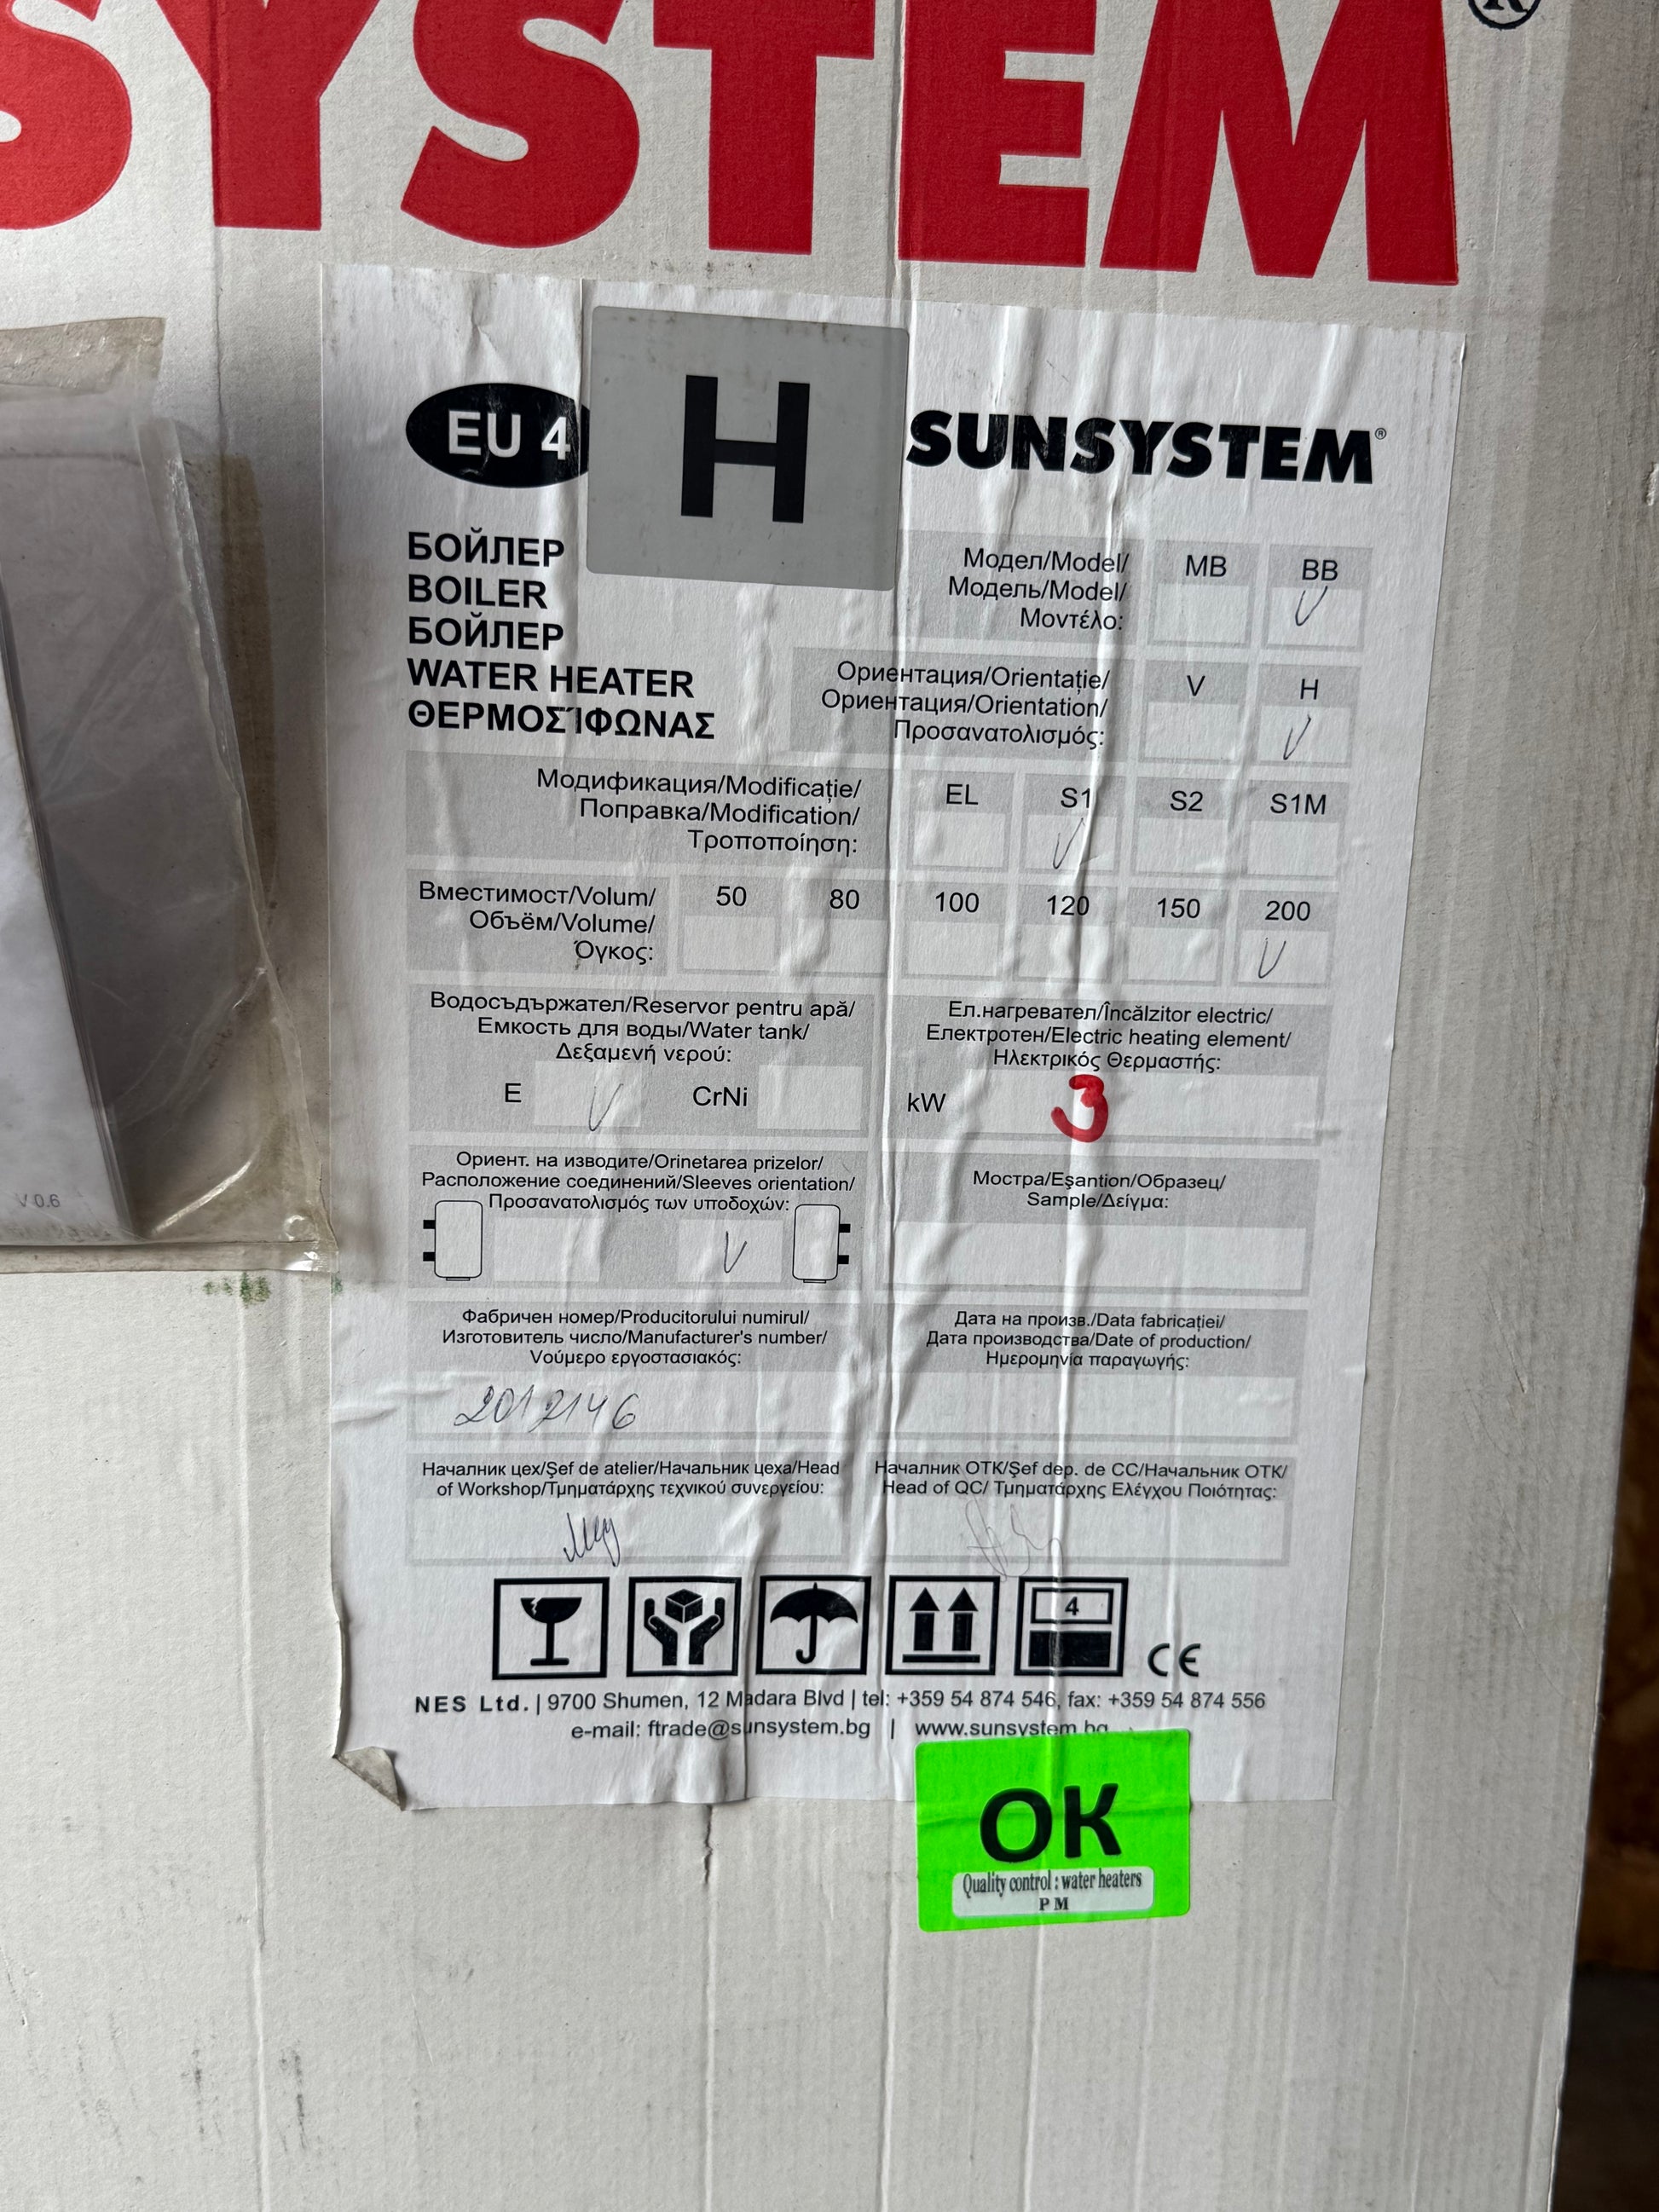 SYSTEM®
EU 4
H
SUNSYSTEM®
БОЙЛЕР
BOILER
БОЙЛЕР
WATER HEATER
ΘΕΡΜΟΣΊΦΩΝΑΣ
Модел/Model/
Модель/Model/
Μοντέλο:
MB
BB
V
Ориентация/Orientație/
Ориентация/Orientation/
Προσανατολισμός:
V
H
V
Модификация/Modificație/
Поправка/Modification/
Τροποποίηση:
EL
S1
S2
S1M
V
Вместимост/Volum/
Объём/Volume/
Όγκος:
50
80
100
120
150
200
V
Водосъдържател/Reservor pentru apă/
Емкость для воды/Water tank/
Δεξαμενή νερού:
E
V
CrNi
Ел.нагревател/Încălzitor electric/
Електротен/Electric heating element/
Ηλεκτρικός Θερμαστής:
kW
3
Ориент. на изводите/Orinetarea prizelor/
Расположение соединений/Sleeves orientation/
Προσανατολισμός των υποδοχών:
V
Мостра/Eșantion/Образец/
Sample/Δείγμα:
Фабричен номер/Producitorului numirul/
Изготовитель число/Manufacturer's number/
Νούμερο εργοστασιακός:
2012146
Дата на произв./Data fabricației/
Дата производства/Date of production/
Ημερομηνία παραγωγής:
Началник цех/Șef de atelier/Начальник цеха/Head
of Workshop/Τμηματάρχης τεχνικού συνεργείου:
Началник ОТК/Șef dep. de CC/Начальник ОТК/
Head of QC/ Τμηματάρχης Ελέγχου Ποιότητας:
4
CE
NES Ltd. | 9700 Shumen, 12 Madara Blvd | tel: +359 54 874 546, fax: +359 54 874 556
e-mail: ftrade@sunsystem.bg | www.sunsystem.bg
OK
Quality control : water heaters
P M
V 0.6